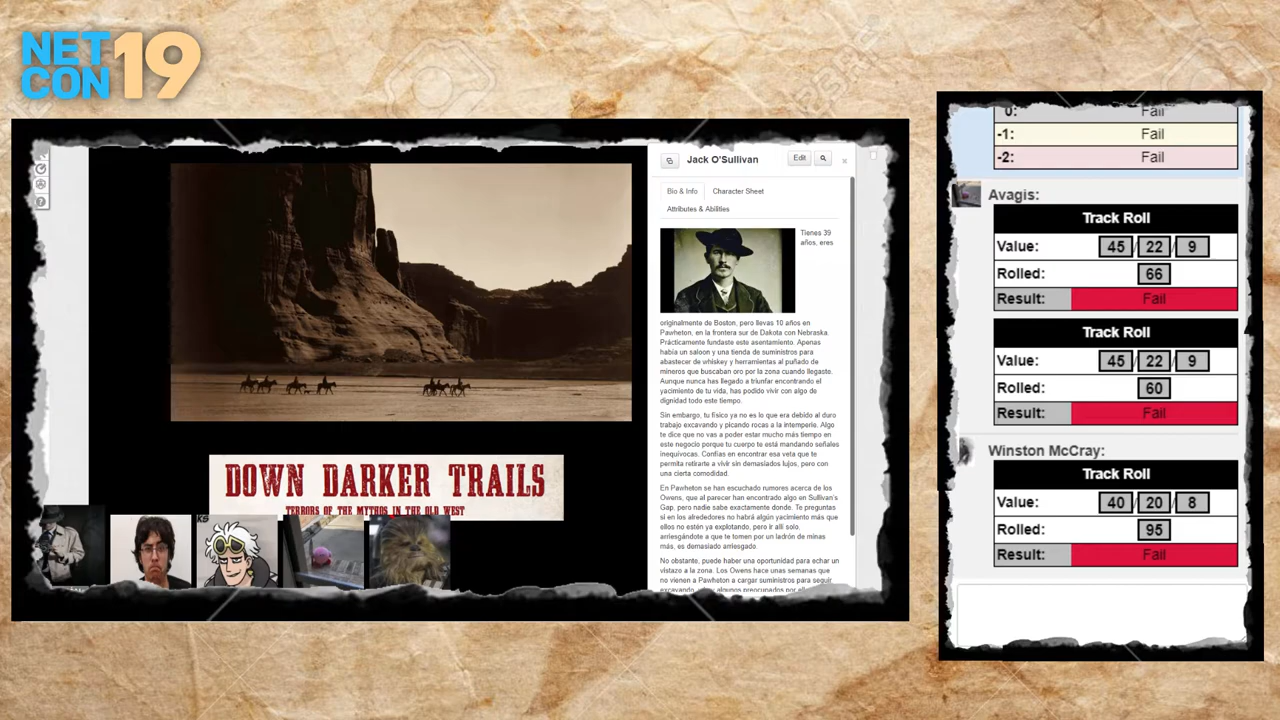 NET
CON 19
Jack O'Sullivan
Edit
Bio & Info
Character Sheet
Attributes & Abilities
Tienes 39
años, eres
originalmente de Boston, pero llevas 10 años en
Pawheton, en la frontera sur de Dakota con Nebraska.
Prácticamente fundaste este asentamiento. Apenas
había un saloon y una tienda de suministros para
abastecer de whiskey y herramientas al puñado de
mineros que buscaban oro por la zona cuando llegaste.
Aunque nunca has llegado a triunfar encontrando el
yacimiento de tu vida, has podido vivir con algo de
dignidad todo este tiempo.
Sin embargo, tu físico ya no es lo que era debido al duro
trabajo excavando y picando rocas a la intemperie. Algo
te dice que no vas a poder estar mucho más tiempo en
este negocio porque tu cuerpo te está mandando señales
inequívocas. Confías en encontrar esa veta que te
permita retirarte a vivir sin demasiados lujos, pero con
una cierta comodidad.
En Pawheton se han escuchado rumores acerca de los
Owens, que al parecer han encontrado algo en Sullivan's
Gap, pero nadie sabe exactamente donde. Te preguntas
si en los alrededores no habrá algún yacimiento más que
ellos no estén ya explotando, pero ir allí solo,
arriesgándote a que te tomen por un ladrón de minas
más, es demasiado arriesgado.
No obstante, puede haber una oportunidad para echar un
vistazo a la zona. Los Owens hace unas semanas que
no vienen a Pawheton a cargar suministros para seguir
DOWN DARKER TRAILS
TERRORS OF THE MYTHOS IN THE OLD WEST
KS
0: Fail
-1: Fail
-2: Fail
Avagis:
Track Roll
Value: 45 / 22 / 9
Rolled: 66
Result: Fail
Track Roll
Value: 45 / 22 / 9
Rolled: 60
Result: Fail
Winston McCray:
Track Roll
Value: 40 / 20 / 8
Rolled: 95
Result: Fail